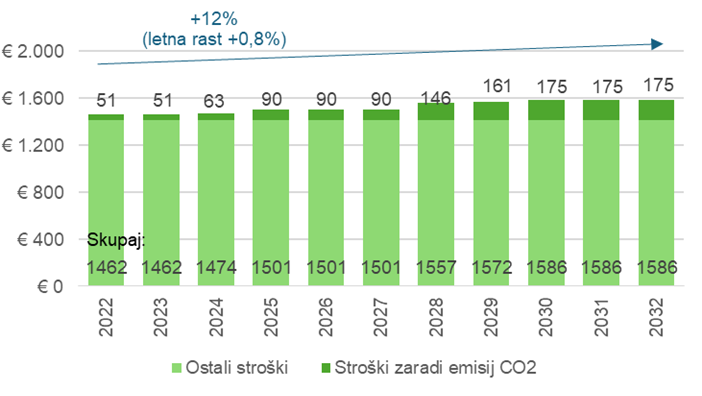 +12%
(letna rast +0,8%)
€ 2.000
€ 1.600
€ 1.200
€ 800
€ 400
€ 0
51 51 63 90 90 90 146 161 175 175 175
Skupaj:
1462 1462 1474 1501 1501 1501 1557 1572 1586 1586 1586
2022 2023 2024 2025 2026 2027 2028 2029 2030 2031 2032
Ostali stroški Stroški zaradi emisij CO2